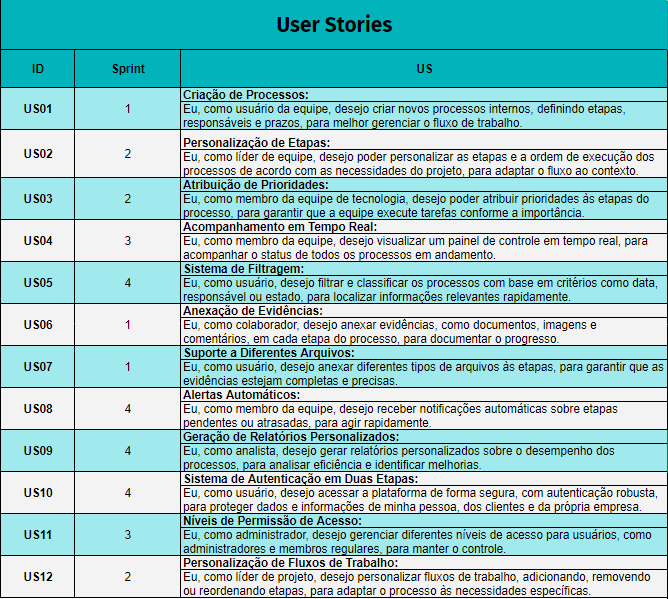 User Stories
ID Sprint US
US01 1 Criação de Processos:
Eu, como usuário da equipe, desejo criar novos processos internos, definindo etapas,
responsáveis e prazos, para melhor gerenciar o fluxo de trabalho.
US02 2 Personalização de Etapas:
Eu, como líder de equipe, desejo poder personalizar as etapas e a ordem de execução dos
processos de acordo com as necessidades do projeto, para adaptar o fluxo ao contexto.
US03 2 Atribuição de Prioridades:
Eu, como membro da equipe de tecnologia, desejo poder atribuir prioridades às etapas do
processo, para garantir que a equipe execute tarefas conforme a importância.
US04 3 Acompanhamento em Tempo Real:
Eu, como membro da equipe, desejo visualizar um painel de controle em tempo real, para
acompanhar o status de todos os processos em andamento.
US05 4 Sistema de Filtragem:
Eu, como usuário, desejo filtrar e classificar os processos com base em critérios como data,
responsável ou estado, para localizar informações relevantes rapidamente.
US06 1 Anexação de Evidências:
Eu, como colaborador, desejo anexar evidências, como documentos, imagens e
comentários, em cada etapa do processo, para documentar o progresso.
US07 1 Suporte a Diferentes Arquivos:
Eu, como usuário, desejo anexar diferentes tipos de arquivos às etapas, para garantir que as
evidências estejam completas e precisas.
US08 4 Alertas Automáticos:
Eu, como membro da equipe, desejo receber notificações automáticas sobre etapas
pendentes ou atrasadas, para agir rapidamente.
US09 4 Geração de Relatórios Personalizados:
Eu, como analista, desejo gerar relatórios personalizados sobre o desempenho dos
processos, para analisar eficiência e identificar melhorias.
US10 4 Sistema de Autenticação em Duas Etapas:
Eu, como usuário, desejo acessar a plataforma de forma segura, com autenticação robusta,
para proteger dados e informações de minha pessoa, dos clientes e da própria empresa.
US11 3 Níveis de Permissão de Acesso:
Eu, como administrador, desejo gerenciar diferentes níveis de acesso para usuários, como
administradores e membros regulares, para manter o controle.
US12 2 Personalização de Fluxos de Trabalho:
Eu, como líder de projeto, desejo personalizar fluxos de trabalho, adicionando, removendo
ou reordenando etapas, para adaptar o processo às necessidades específicas.